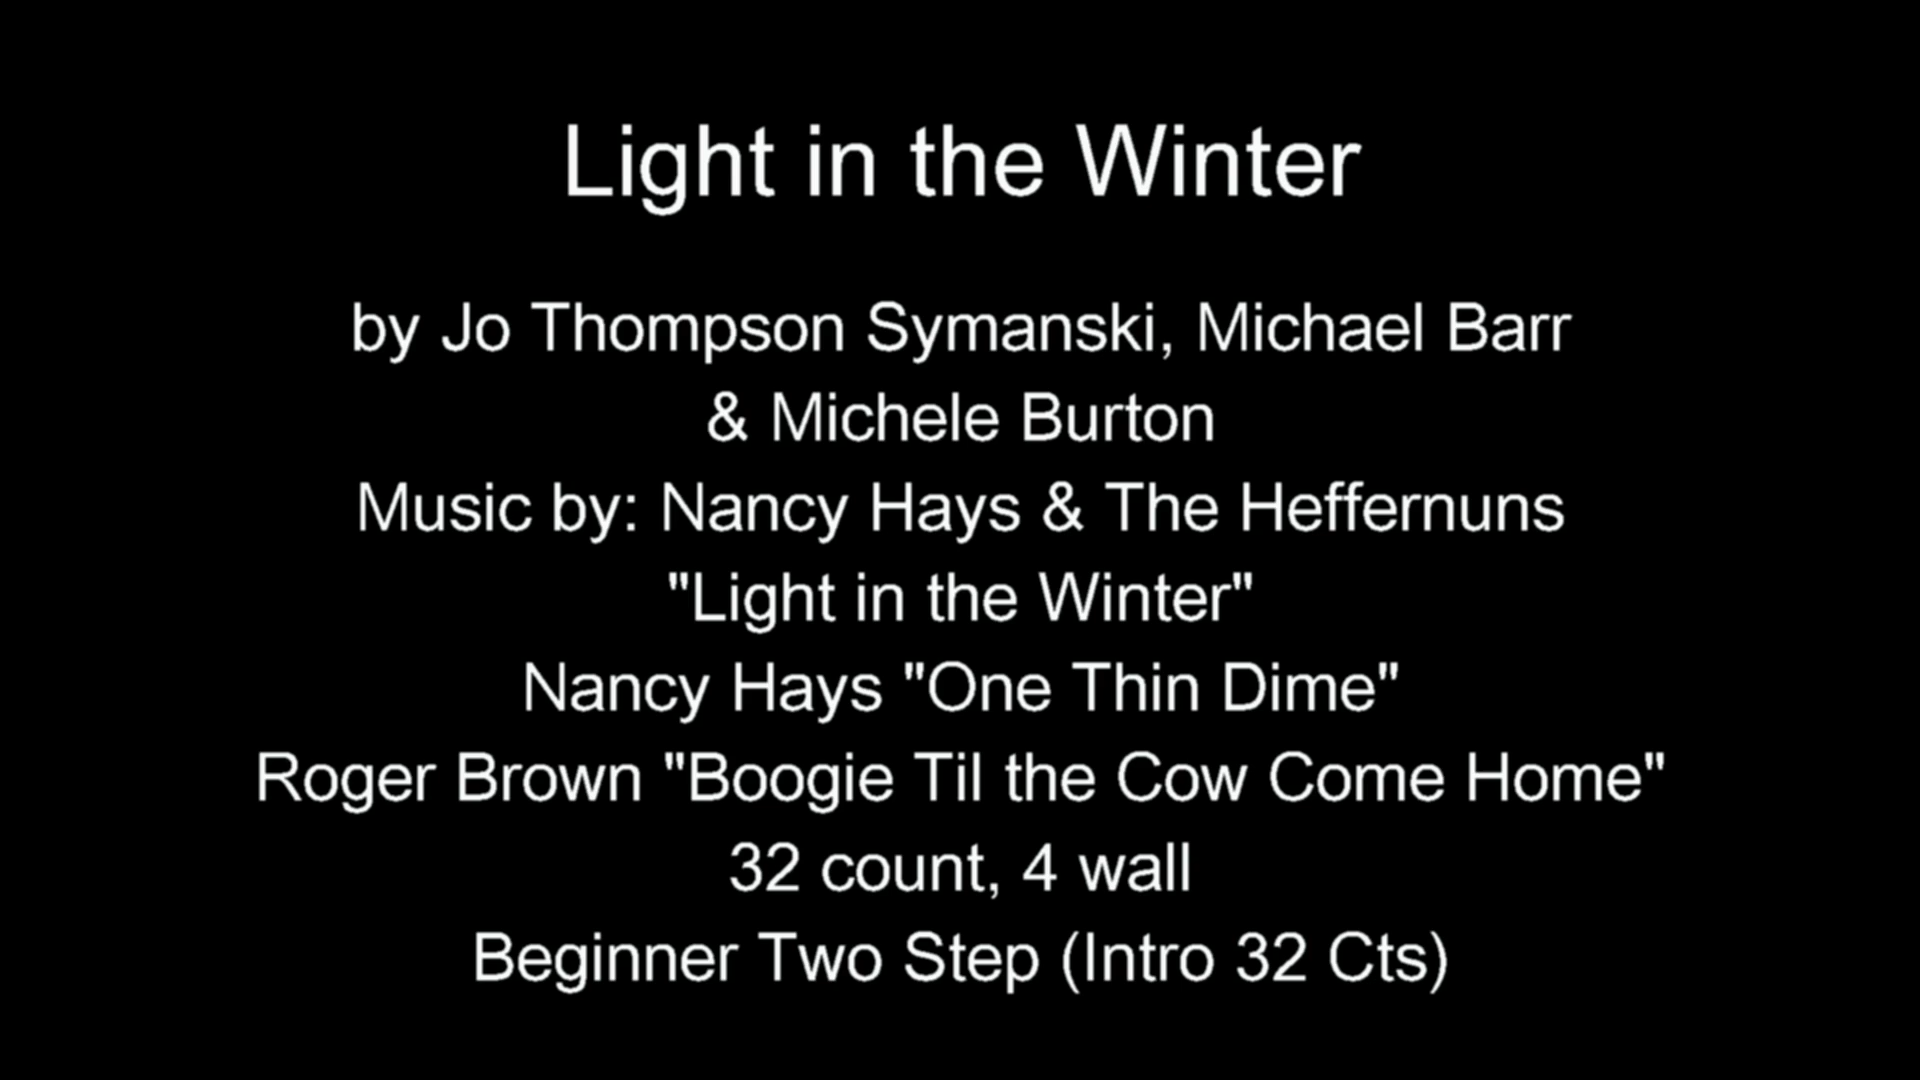 Light in the Winter
by Jo Thompson Symanski, Michael Barr
& Michele Burton
Music by: Nancy Hays & The Heffernuns
"Light in the Winter"
Nancy Hays "One Thin Dime"
Roger Brown "Boogie Til the Cow Come Home"
32 count, 4 wall
Beginner Two Step (Intro 32 Cts)